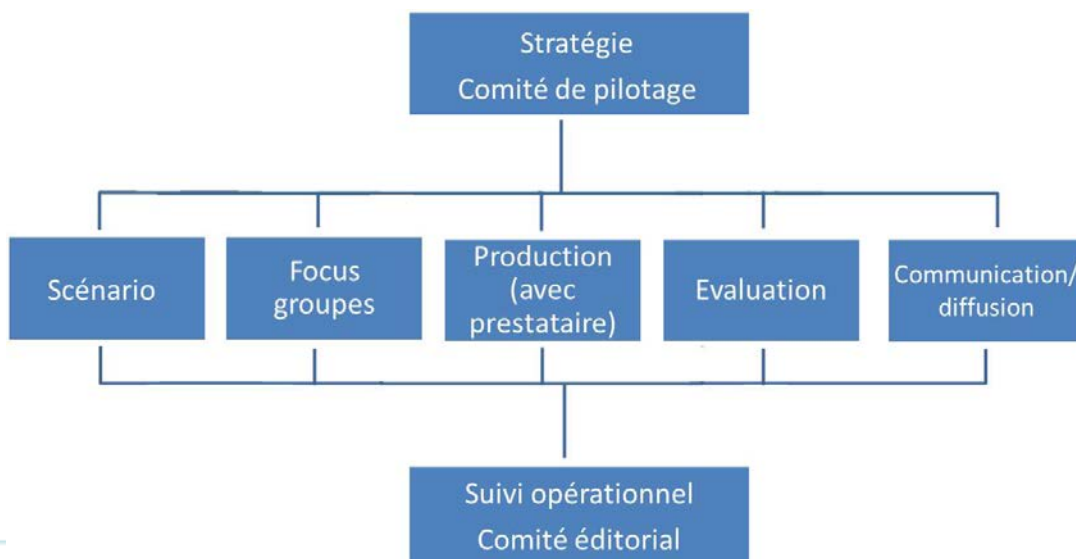 Stratégie
Comité de pilotage
Scénario
Focus
groupes
Production
(avec
prestataire)
Evaluation
Communication/
diffusion
Suivi opérationnel
Comité éditorial